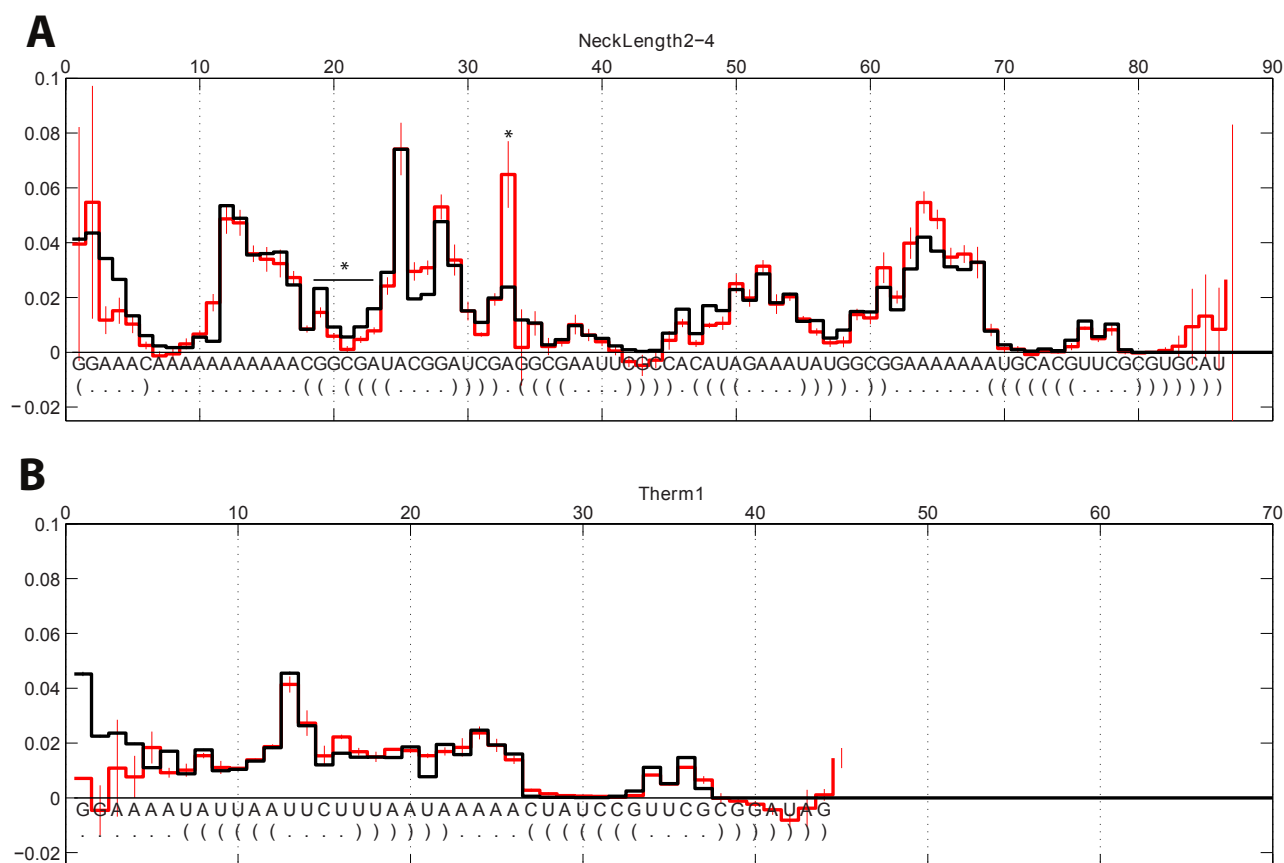 A
NeckLength2−4
0 10 20 30 40 50 60 70 80 90
0.1
0.08
0.06
0.04
0.02
0
−0.02
*
*
GGAAACAAAAAAAAAAACGGCGAUACGGAUCGAGGCGAAUUCGCCACAUAGAAAUAUGGCGGAAAAAAAUGCACGUUCGCGUGCAU
(....)...........((.((((....)))).((((....)))).((((....)))).)).......(((((((....)))))))
B
Therm1
0 10 20 30 40 50 60 70
0.1
0.08
0.06
0.04
0.02
0
−0.02
GGAAAAUAUUAAUUCUUUAAUAAAAACUAUCCGUUCGCGGAUAG
......((((((....))))))....(((((((....)))))))